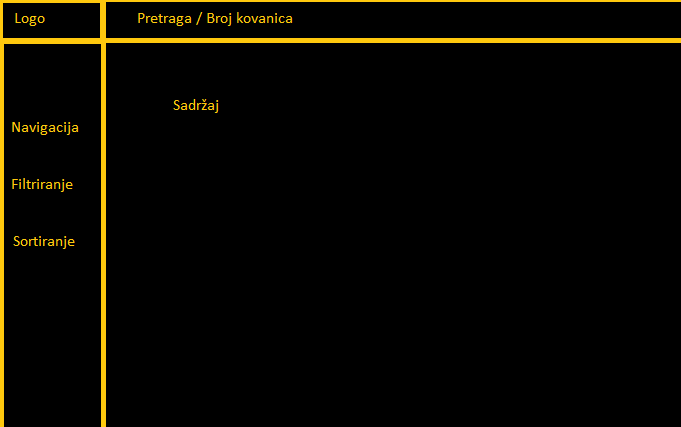 Logo
Pretraga / Broj kovanica
Sadržaj
Navigacija
Filtriranje
Sortiranje